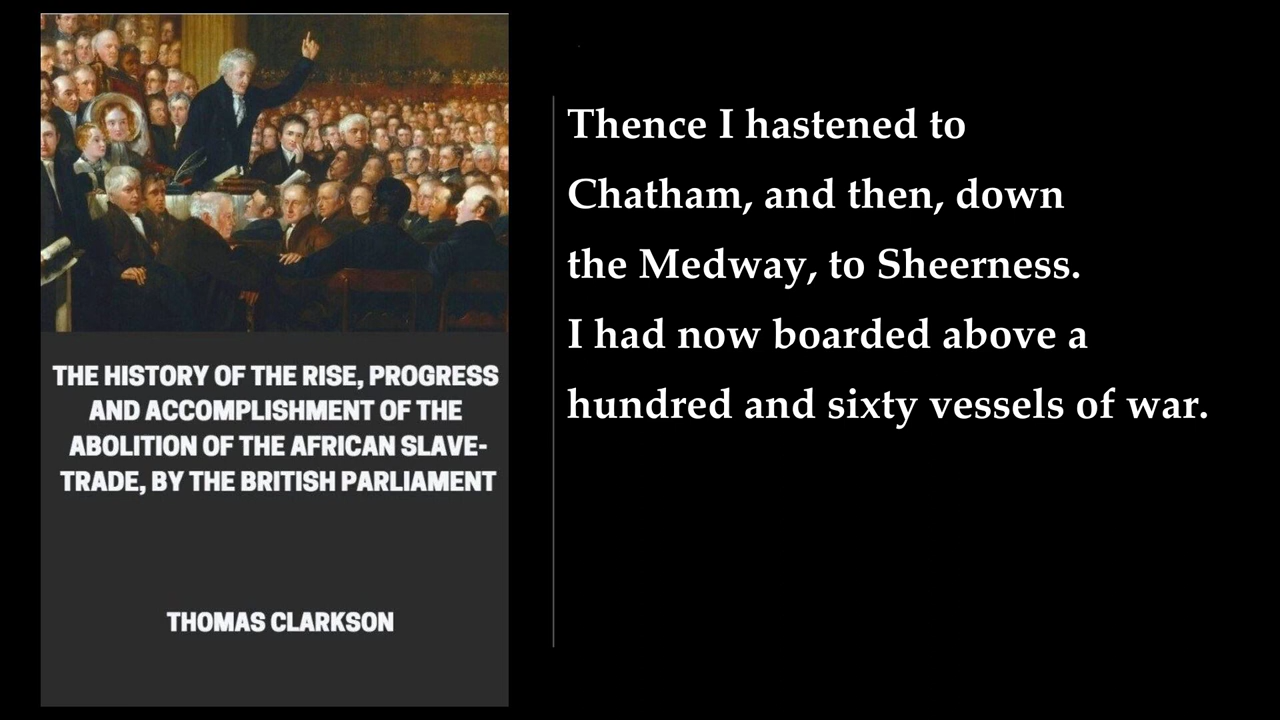 THE HISTORY OF THE RISE, PROGRESS
AND ACCOMPLISHMENT OF THE
ABOLITION OF THE AFRICAN SLAVE-
TRADE, BY THE BRITISH PARLIAMENT
THOMAS CLARKSON
Thence I hastened to
Chatham, and then, down
the Medway, to Sheerness.
I had now boarded above a
hundred and sixty vessels of war.